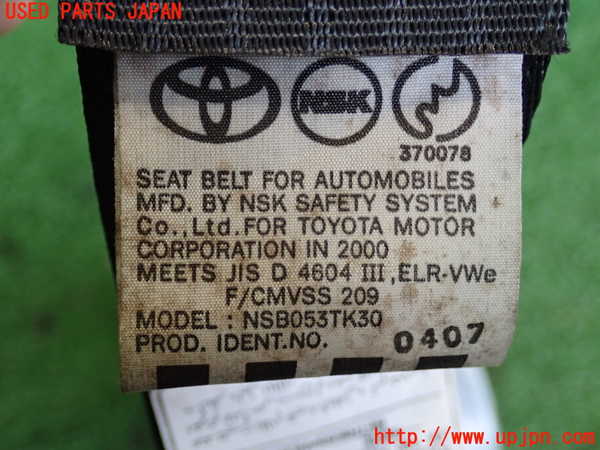 USED PARTS JAPAN
NSK
370078
SEAT BELT FOR AUTOMOBILES
MFD. BY NSK SAFETY SYSTEM
Co.,Ltd.FOR TOYOTA MOTOR
CORPORATION IN 2000
MEETS JIS D 4604 III,ELR-VWe
F/CMVSS 209
MODEL : NSB053TK30
PROD. IDENT.NO. 0407
http://www.upjpn.com/